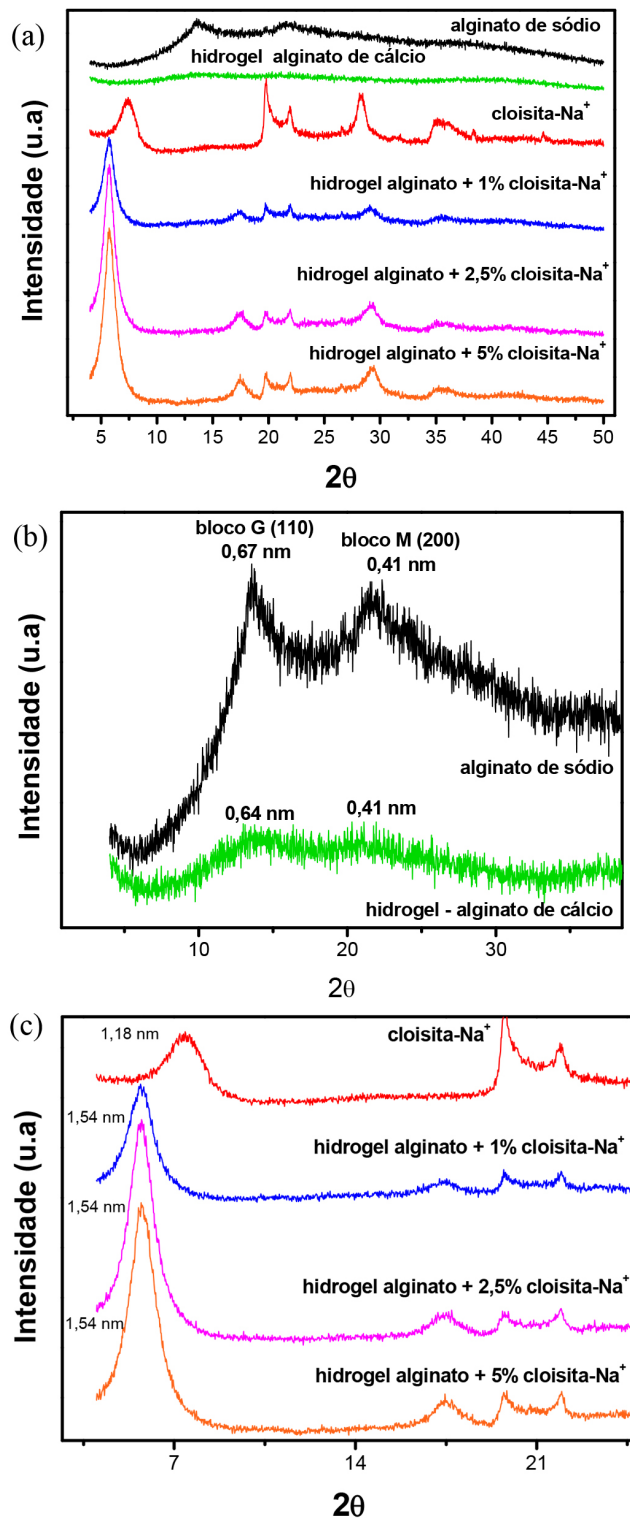 (a)
alginato de sódio
hidrogel alginato de cálcio
cloisita-Na+
hidrogel alginato + 1% cloisita-Na+
hidrogel alginato + 2,5% cloisita-Na+
hidrogel alginato + 5% cloisita-Na+
Intensidade (u.a)
5 10 15 20 25 30 35 40 45 50
2θ
(b)
bloco G (110)
0,67 nm
bloco M (200)
0,41 nm
alginato de sódio
0,64 nm
0,41 nm
hidrogel - alginato de cálcio
Intensidade (u.a)
10 20 30
2θ
(c)
1,18 nm
cloisita-Na+
1,54 nm
hidrogel alginato + 1% cloisita-Na+
1,54 nm
hidrogel alginato + 2,5% cloisita-Na+
1,54 nm
hidrogel alginato + 5% cloisita-Na+
Intensidade (u.a)
7 14 21
2θ